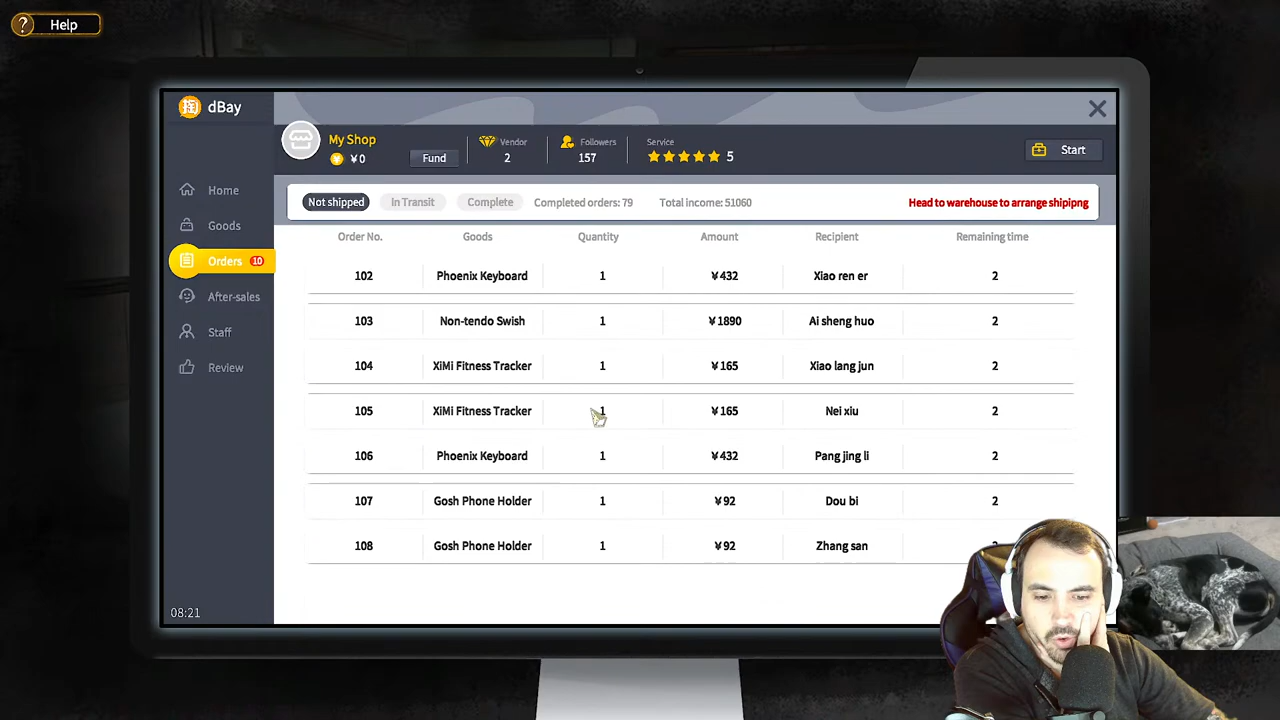 ? Help
掏 dBay
My Shop
¥0
Fund
Vendor
2
Followers
157
Service
5
Start
Home
Goods
Orders 10
After-sales
Staff
Review
08:21
Not shipped In Transit Complete Completed orders: 79 Total income: 51060 Head to warehouse to arrange shipipng
Order No. Goods Quantity Amount Recipient Remaining time
102 Phoenix Keyboard 1 ¥432 Xiao ren er 2
103 Non-tendo Swish 1 ¥1890 Ai sheng huo 2
104 XiMi Fitness Tracker 1 ¥165 Xiao lang jun 2
105 XiMi Fitness Tracker 1 ¥165 Nei xiu 2
106 Phoenix Keyboard 1 ¥432 Pang jing li 2
107 Gosh Phone Holder 1 ¥92 Dou bi 2
108 Gosh Phone Holder 1 ¥92 Zhang san